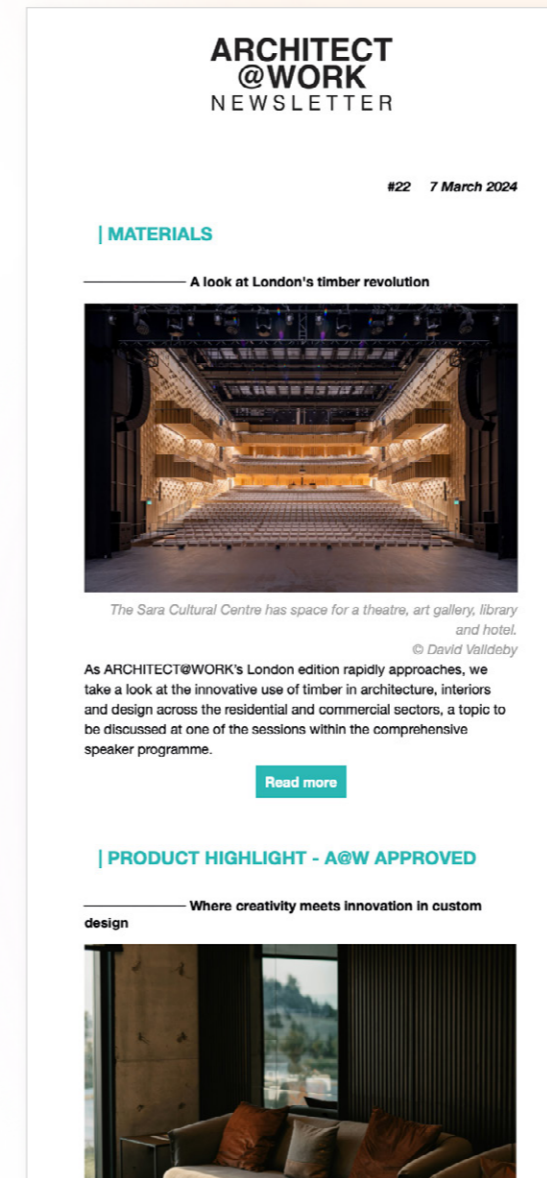 ARCHITECT
@WORK
NEWSLETTER
#22 7 March 2024
| MATERIALS
A look at London's timber revolution
The Sara Cultural Centre has space for a theatre, art gallery, library
and hotel.
© David Valldeby
As ARCHITECT@WORK's London edition rapidly approaches, we
take a look at the innovative use of timber in architecture, interiors
and design across the residential and commercial sectors, a topic to
be discussed at one of the sessions within the comprehensive
speaker programme.
Read more
| PRODUCT HIGHLIGHT - A@W APPROVED
Where creativity meets innovation in custom
design